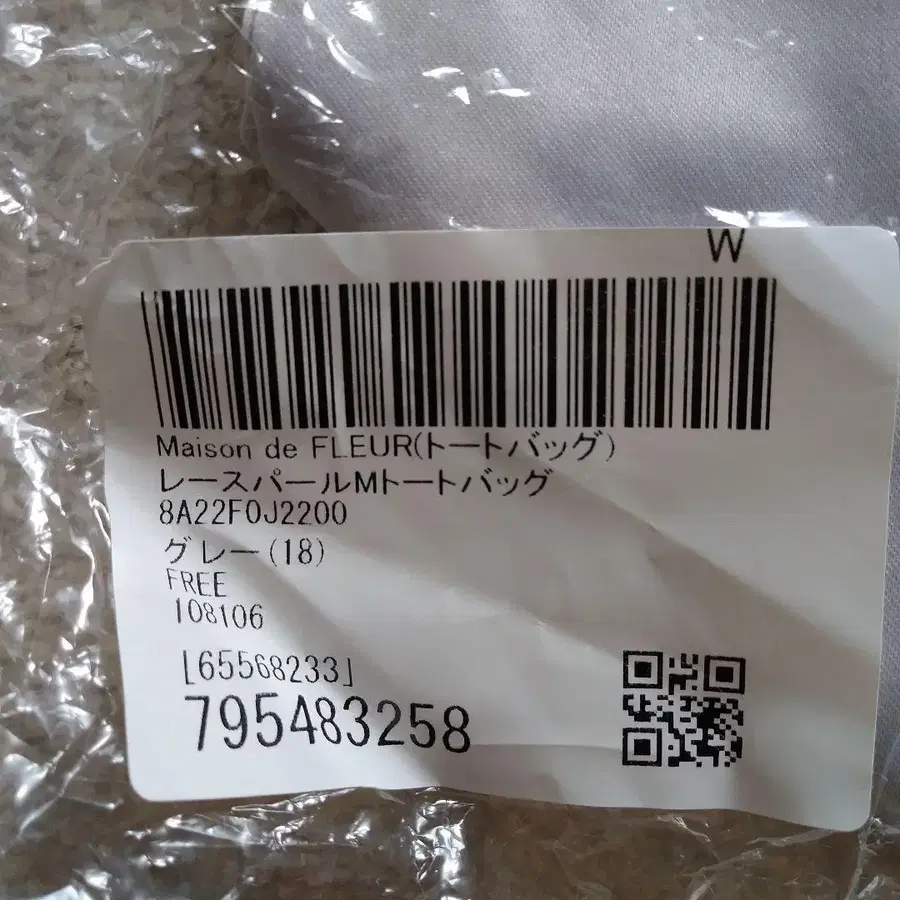 W
Maison de FLEUR(トートバッグ)
レースパールMトートバッグ
8A22F0J2200
グレー(18)
FREE
108106
[65568233]
795483258